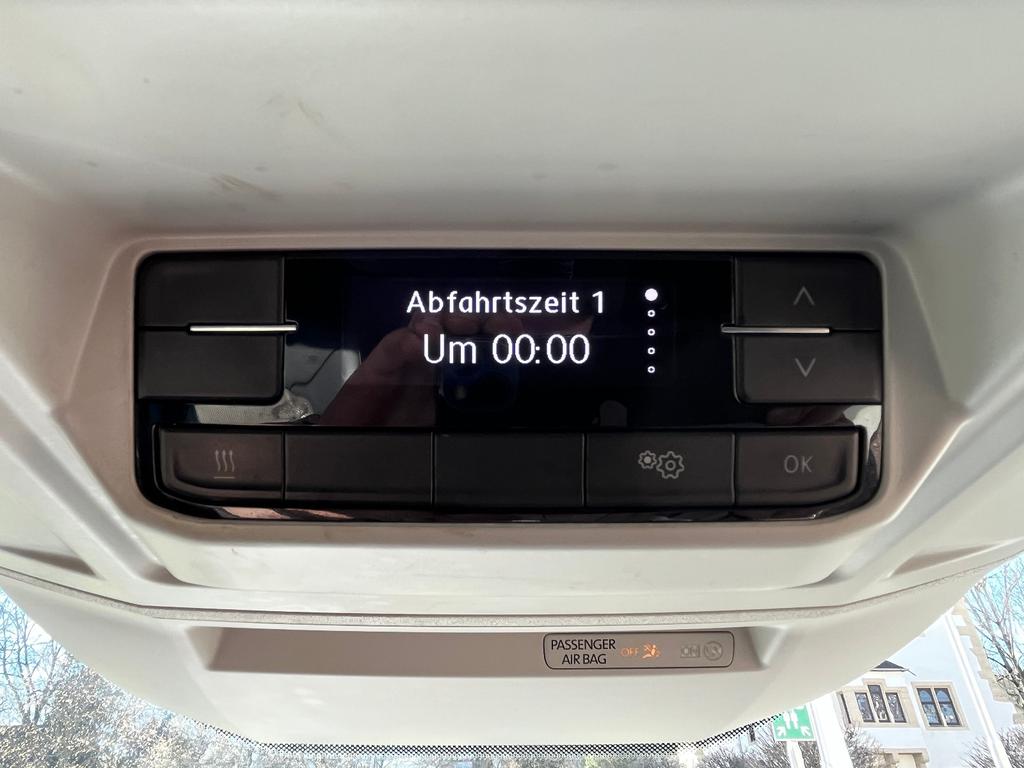 Abfahrtszeit 1
Um 00:00
OK
PASSENGER
AIR BAG
OFF
ON